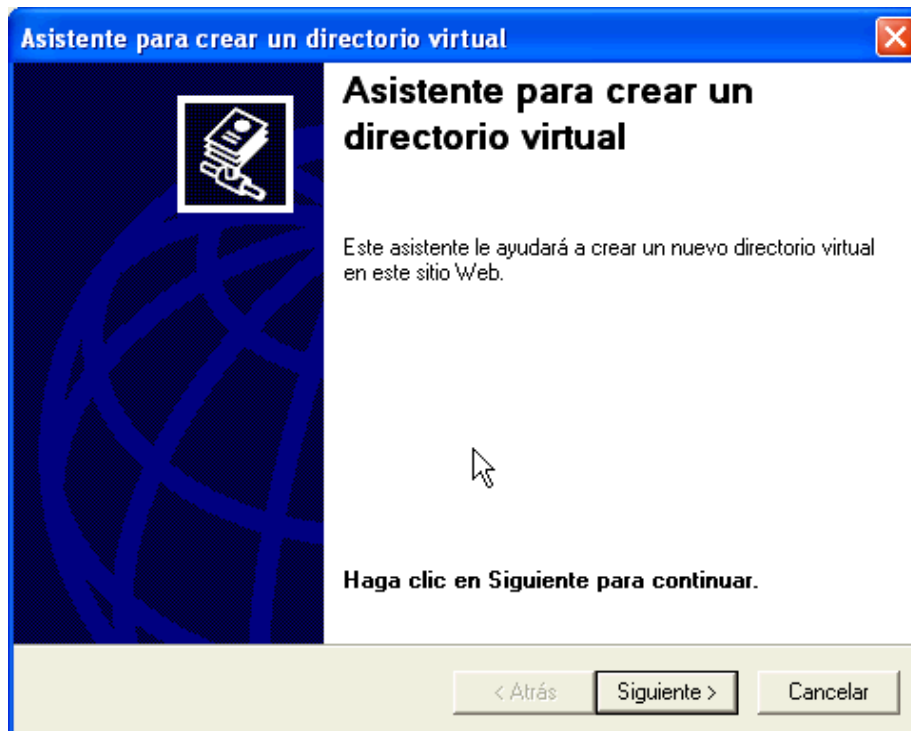 Asistente para crear un directorio virtual
Asistente para crear un
directorio virtual
Este asistente le ayudará a crear un nuevo directorio virtual
en este sitio Web.
Haga clic en Siguiente para continuar.
< Atrás
Siguiente >
Cancelar